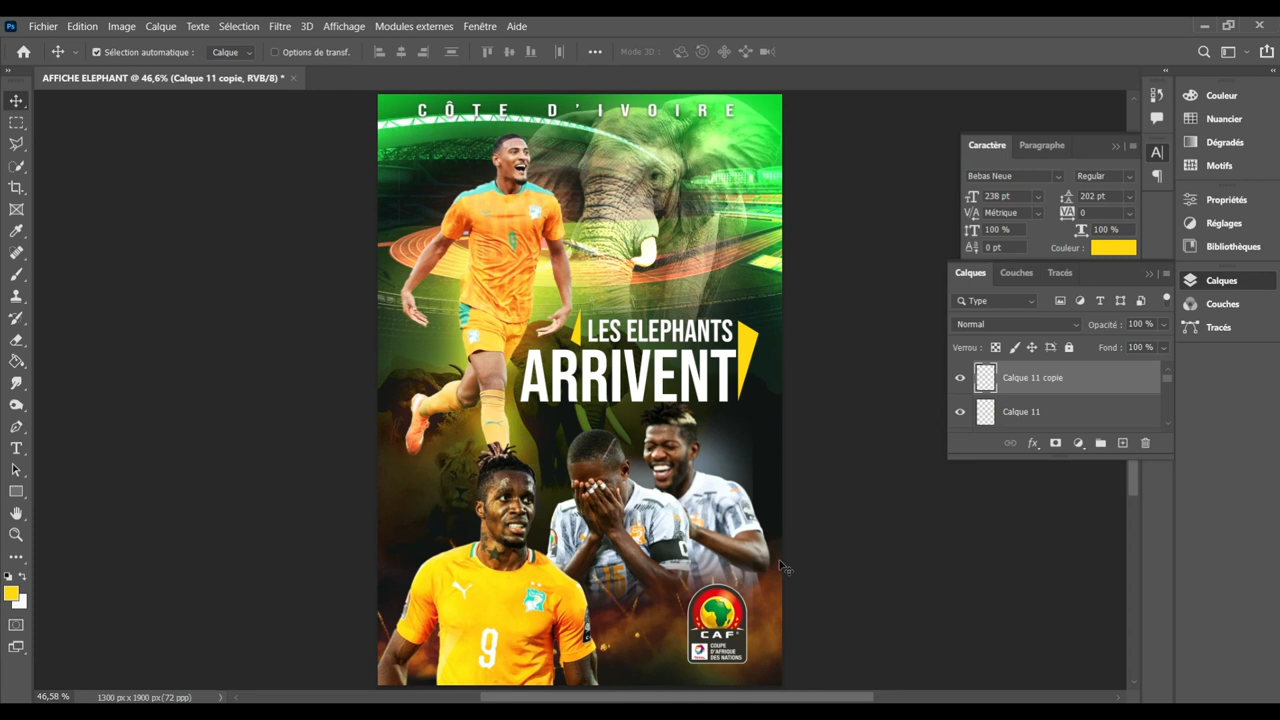 Ps Fichier Edition Image Calque Texte Sélection Filtre 3D Affichage Modules externes Fenêtre Aide
Sélection automatique : Calque Options de transf. Mode 3D :
AFFICHE ELEPHANT @ 46,6% (Calque 11 copie, RVB/8) *
CÔTE D'IVOIRE
LES ELEPHANTS
ARRIVENT
9
CAF
TOTAL
COUPE
D'AFRIQUE
DES NATIONS
Caractère Paragraphe
Bebas Neue Regular
238 pt 202 pt
Métrique 0
100 % 100 %
0 pt Couleur :
Calques Couches Tracés
Type
Normal Opacité : 100 %
Verrou : Fond : 100 %
Calque 11 copie
Calque 11
Couleur
Nuancier
Dégradés
Motifs
Propriétés
Réglages
Bibliothèques
Calques
Couches
Tracés
46,58 % 1300 px x 1900 px (72 ppp)